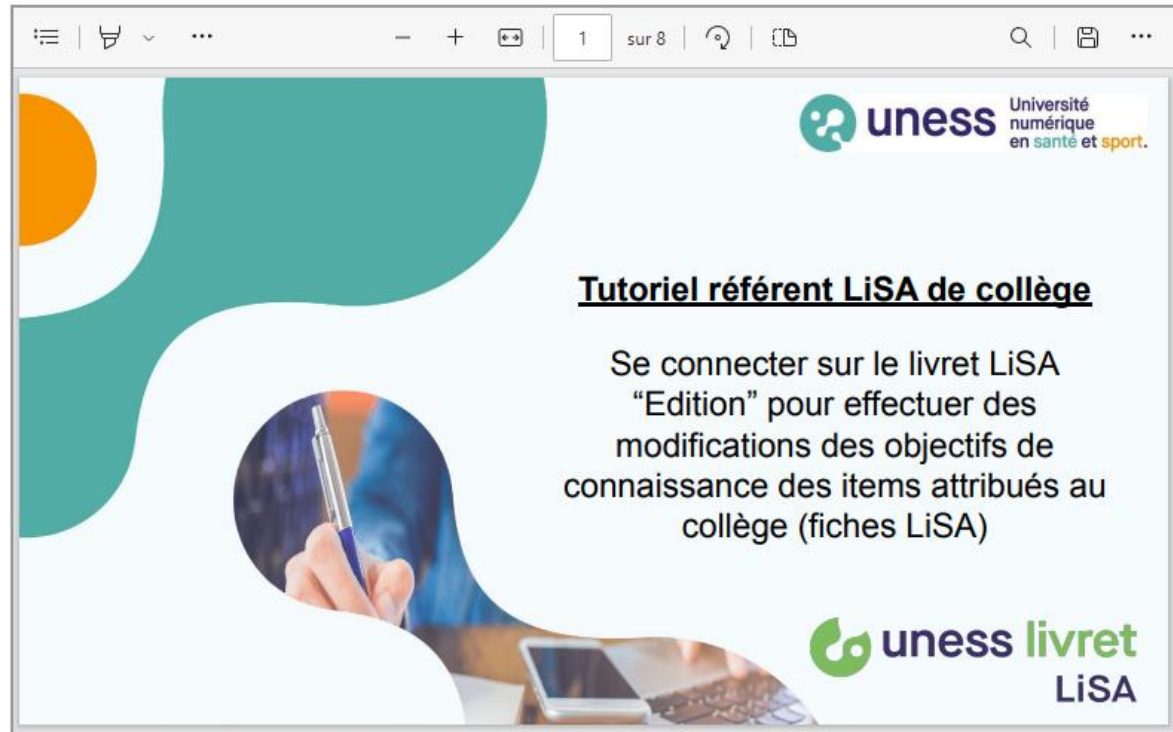 1 sur 8
uness Université
numérique
en santé et sport.
Tutoriel référent LiSA de collège
Se connecter sur le livret LiSA
“Edition” pour effectuer des
modifications des objectifs de
connaissance des items attribués au
collège (fiches LiSA)
uness livret
LiSA